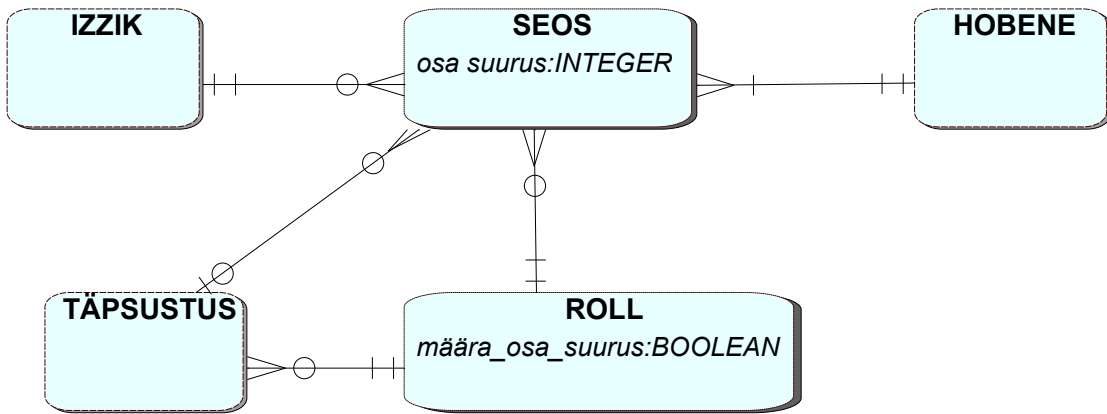 IZZIK
SEOS
osa suurus:INTEGER
HOBENE
TÄPSUSTUS
ROLL
määra_osa_suurus:BOOLEAN